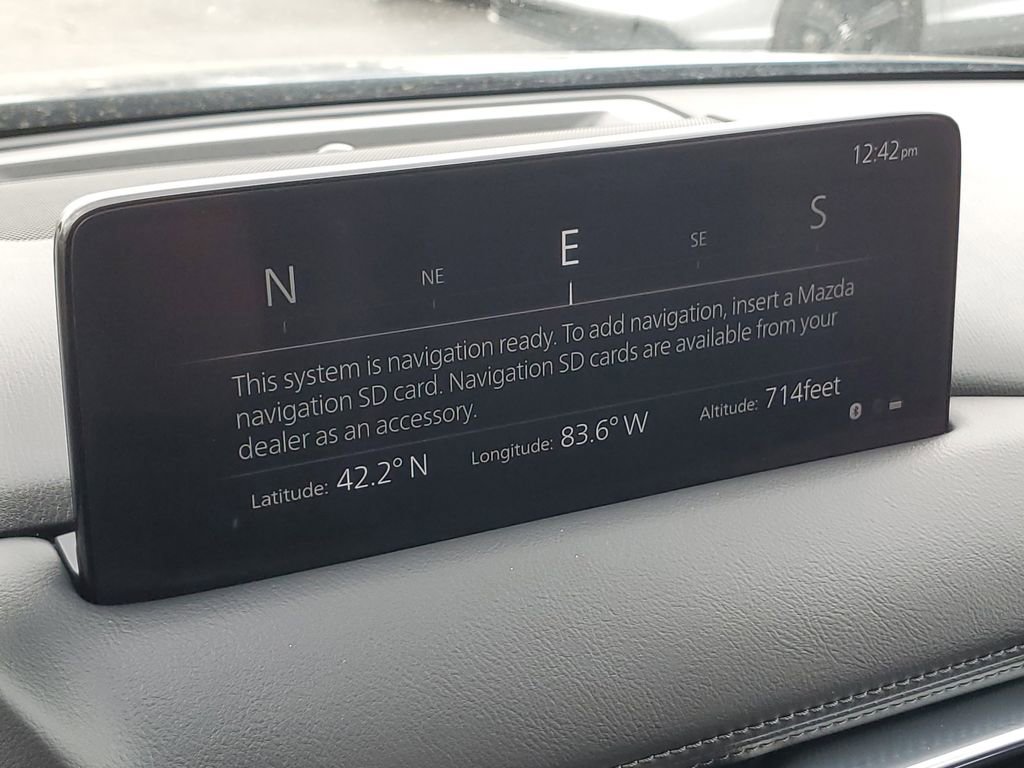 12:42pm
N NE E SE S
This system is navigation ready. To add navigation, insert a Mazda
navigation SD card. Navigation SD cards are available from your
dealer as an accessory.
Latitude: 42.2° N Longitude: 83.6° W Altitude: 714feet